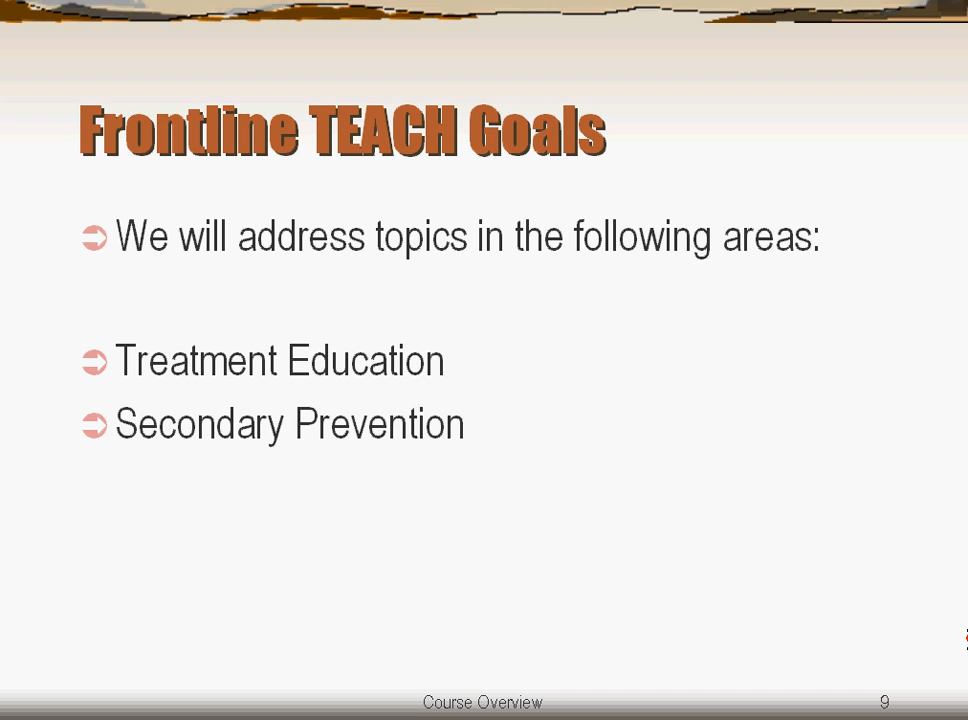 Frontline TEACH Goals
We will address topics in the following areas:
Treatment Education
Secondary Prevention
Course Overview
9